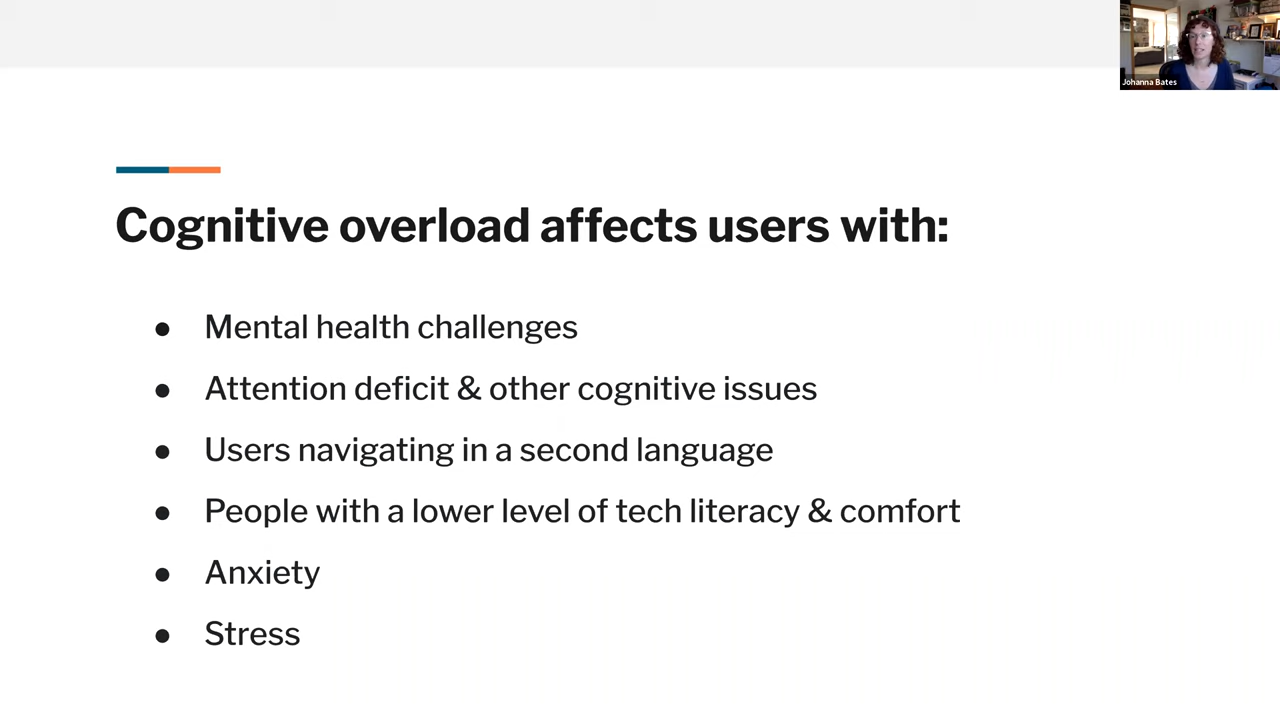 Johanna Bates
Cognitive overload affects users with:
● Mental health challenges
● Attention deficit & other cognitive issues
● Users navigating in a second language
● People with a lower level of tech literacy & comfort
● Anxiety
● Stress